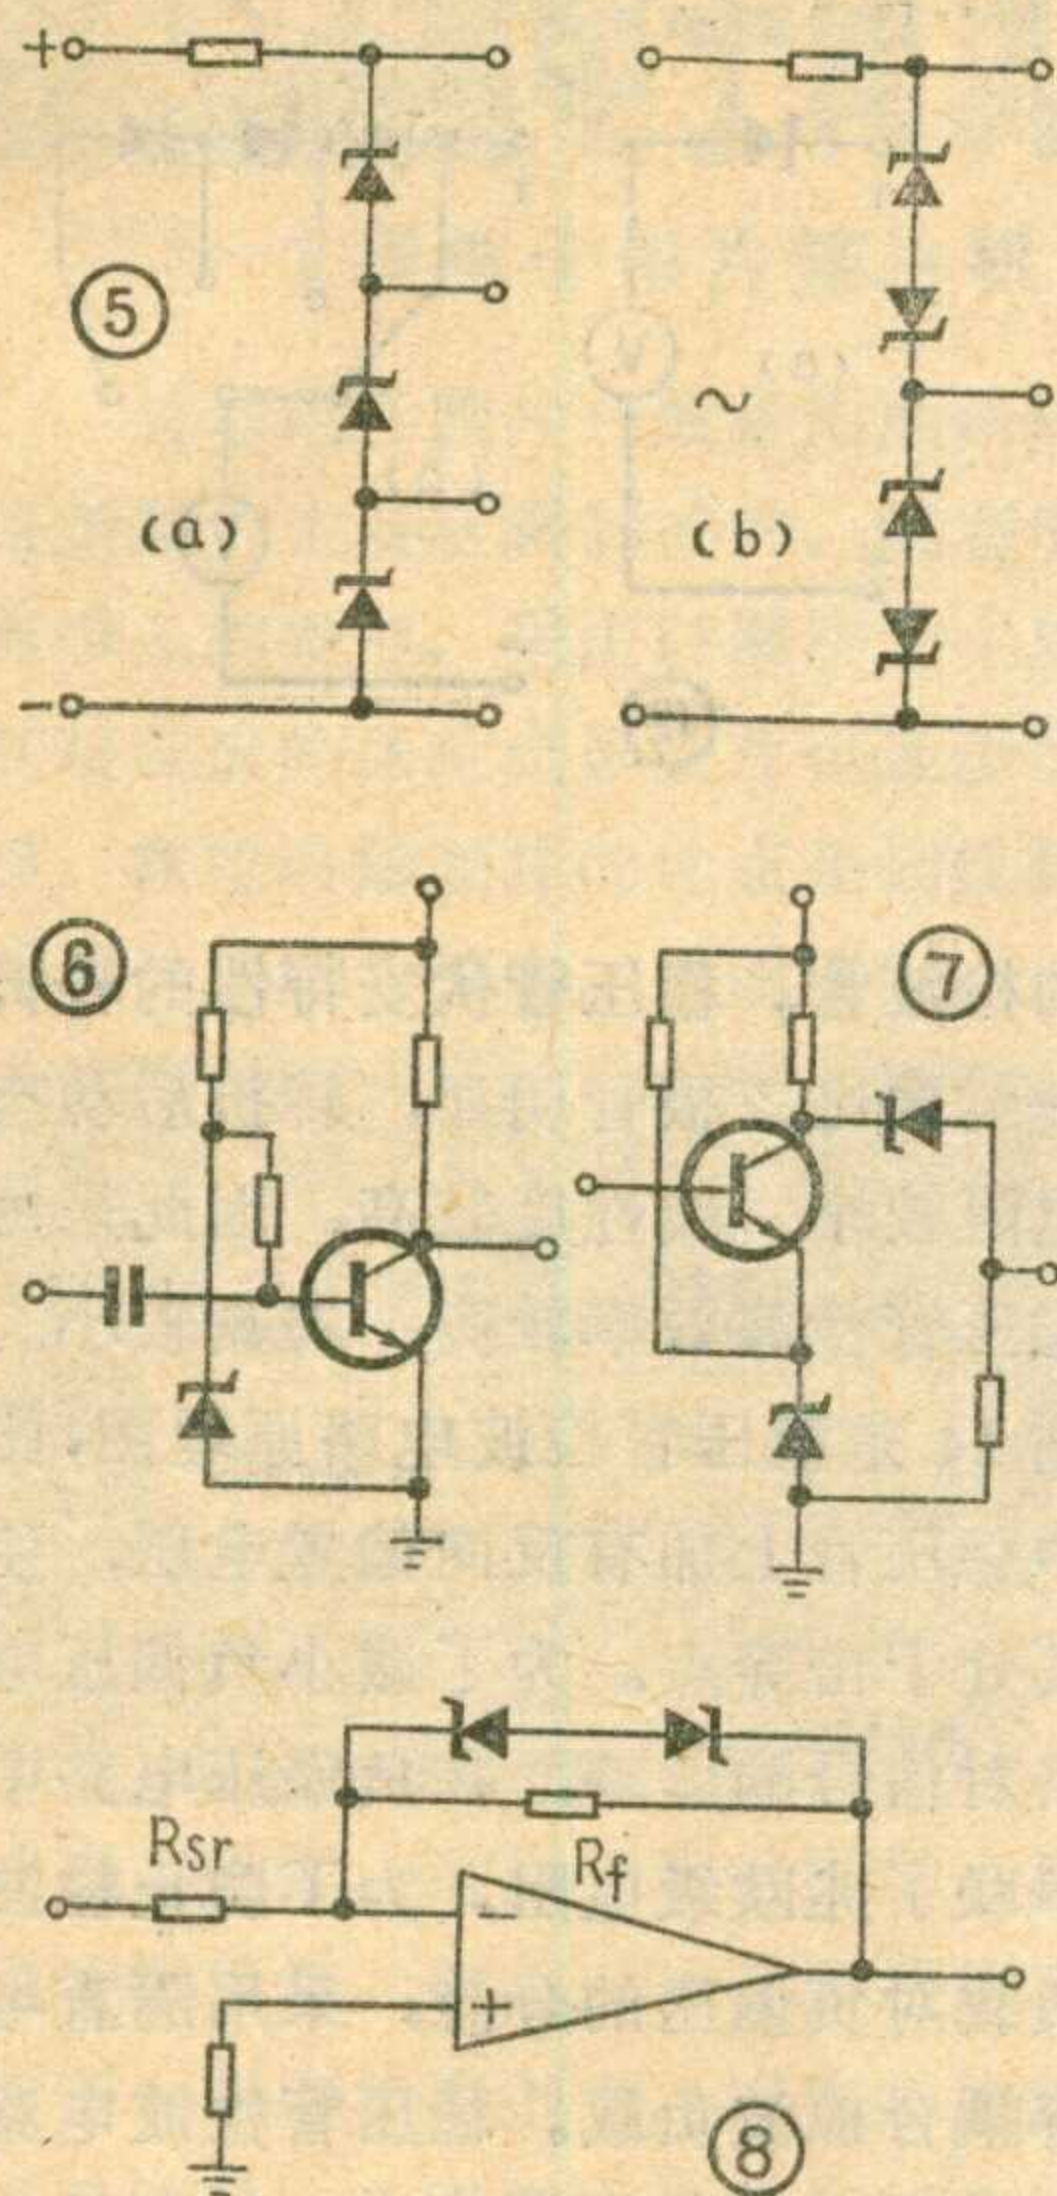 +
⑤
(a)
-
~
(b)
⑥
⑦
Rsr
Rf
-
+
⑧